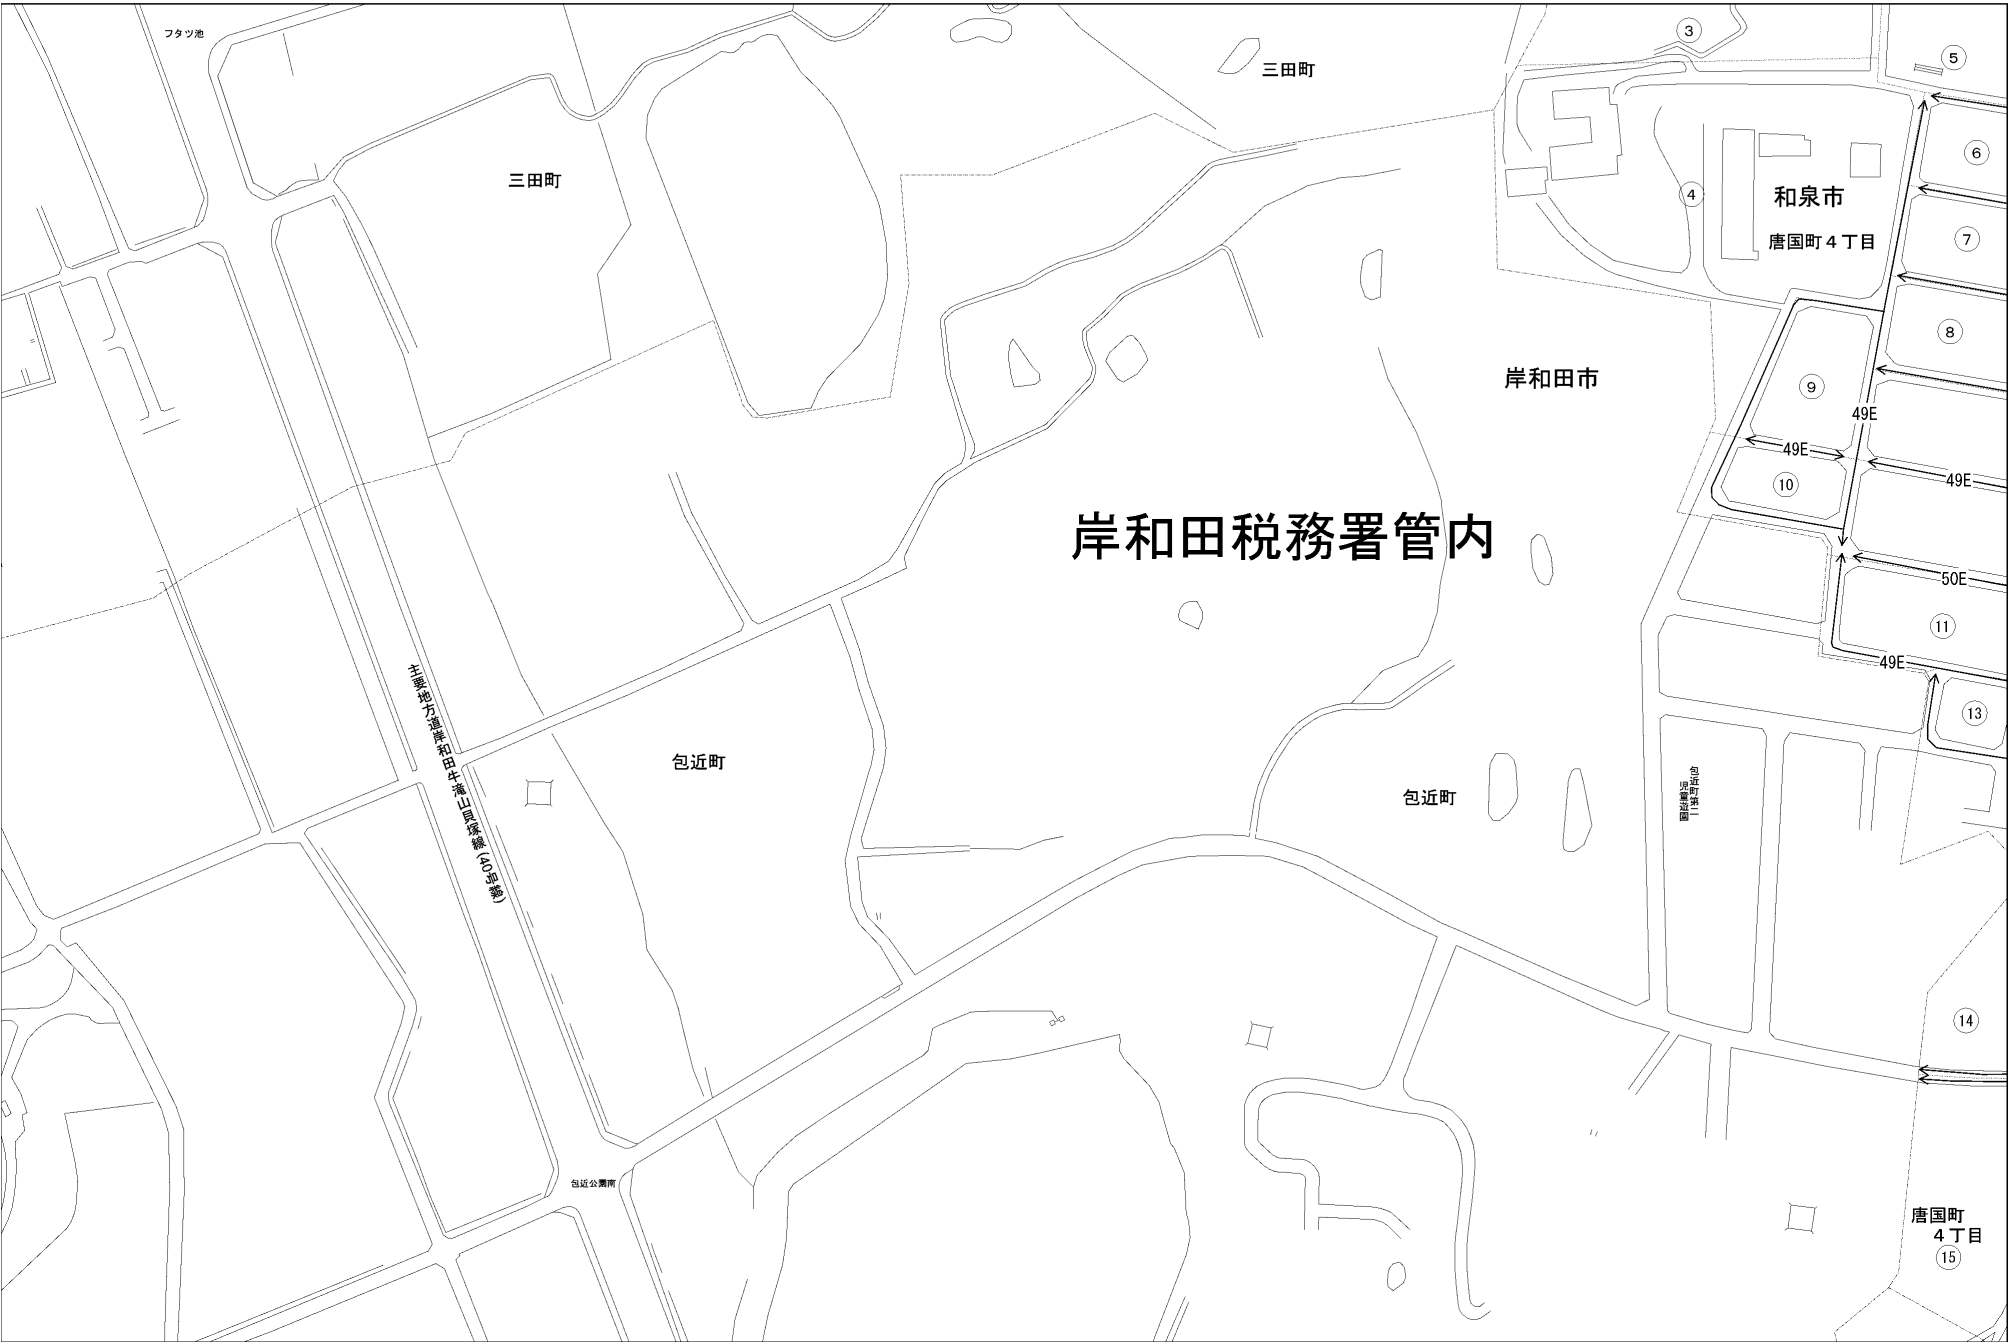 フタツ池
③
⑤
三田町
⑥
三田町
④
和泉市
唐国町４丁目
⑦
⑧
岸和田市
⑨
49E
49E
49E
⑩
岸和田税務署管内
50E
⑪
49E
主要地方道岸和田牛滝山貝塚線(40号線)
⑬
包近町
包近町
包近町第二
児童遊園
⑭
包近公園南
唐国町
４丁目
⑮